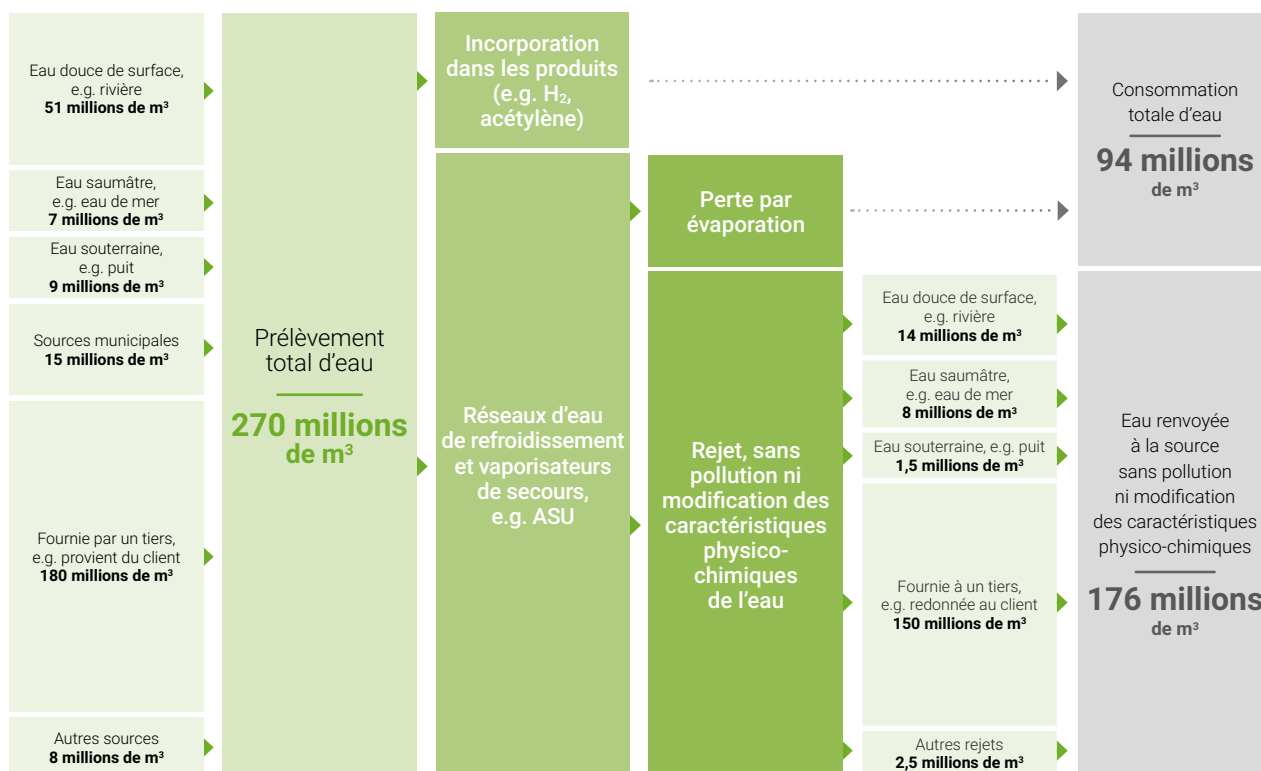 Eau douce de surface,
e.g. rivière
51 millions de m³
Eau saumâtre,
e.g. eau de mer
7 millions de m³
Eau souterraine,
e.g. puit
9 millions de m³
Sources municipales
15 millions de m³
Fournie par un tiers,
e.g. provient du client
180 millions de m³
Autres sources
8 millions de m³
Prélèvement
total d'eau
270 millions
de m³
Incorporation
dans les produits
(e.g. H₂,
acétylène)
Réseaux d'eau
de refroidissement
et vaporisateurs
de secours,
e.g. ASU
Perte par
évaporation
Rejet, sans
pollution ni
modification des
caractéristiques
physico-
chimiques
de l'eau
Eau douce de surface,
e.g. rivière
14 millions de m³
Eau saumâtre,
e.g. eau de mer
8 millions de m³
Eau souterraine, e.g. puit
1,5 millions de m³
Fournie à un tiers,
e.g. redonnée au client
150 millions de m³
Autres rejets
2,5 millions de m³
Consommation
totale d'eau
94 millions
de m³
Eau renvoyée
à la source
sans pollution
ni modification
des caractéristiques
physico-chimiques
176 millions
de m³